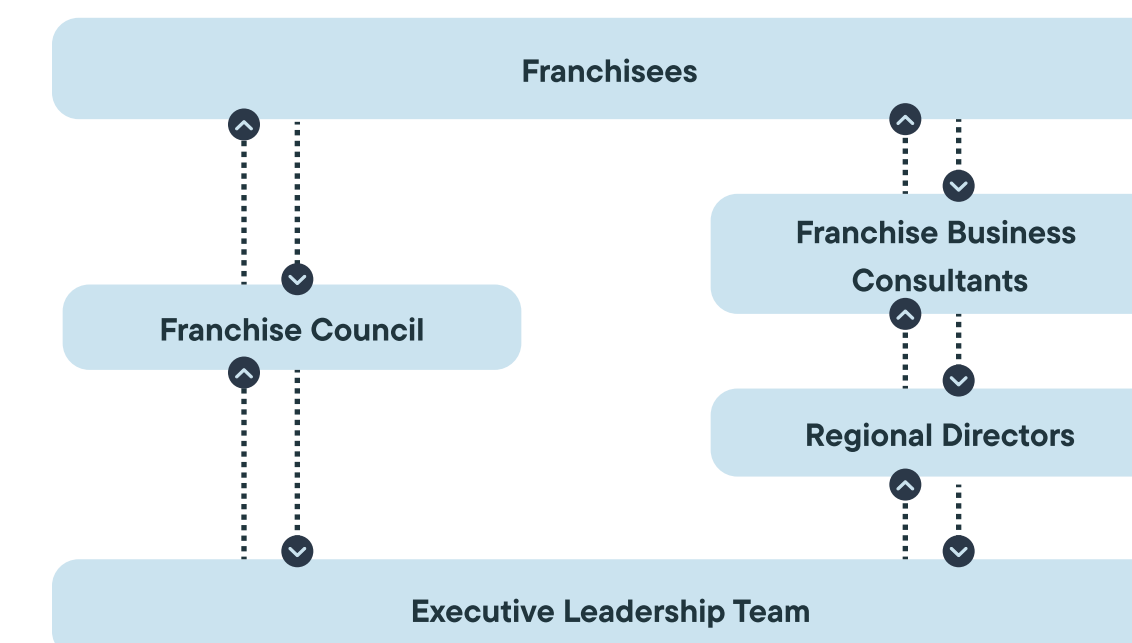 Franchisees
Franchise Business
Consultants
Franchise Council
Regional Directors
Executive Leadership Team